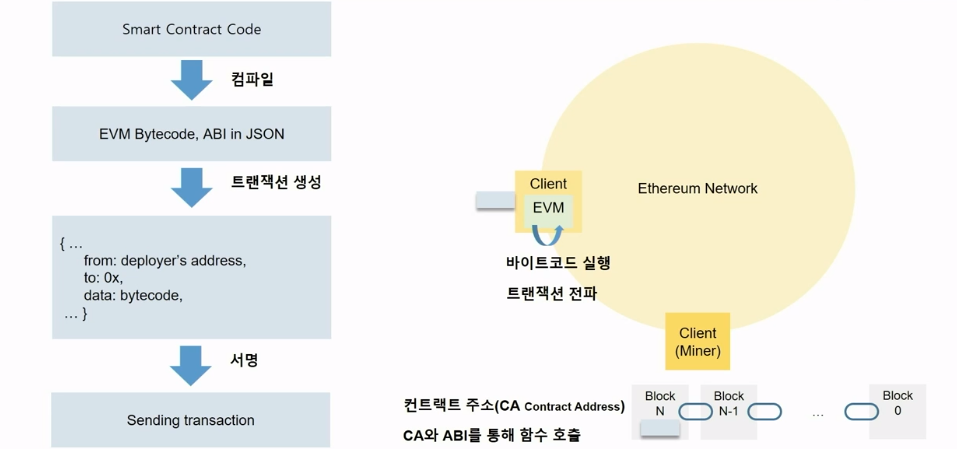 Smart Contract Code
컴파일
EVM Bytecode, ABI in JSON
트랜잭션 생성
{ …
from: deployer's address,
to: 0x,
data: bytecode,
… }
서명
Sending transaction
Ethereum Network
Client
EVM
바이트코드 실행
트랜잭션 전파
Client
(Miner)
컨트랙트 주소(CA Contract Address)
CA와 ABI를 통해 함수 호출
Block
N
Block
N-1
…
Block
0